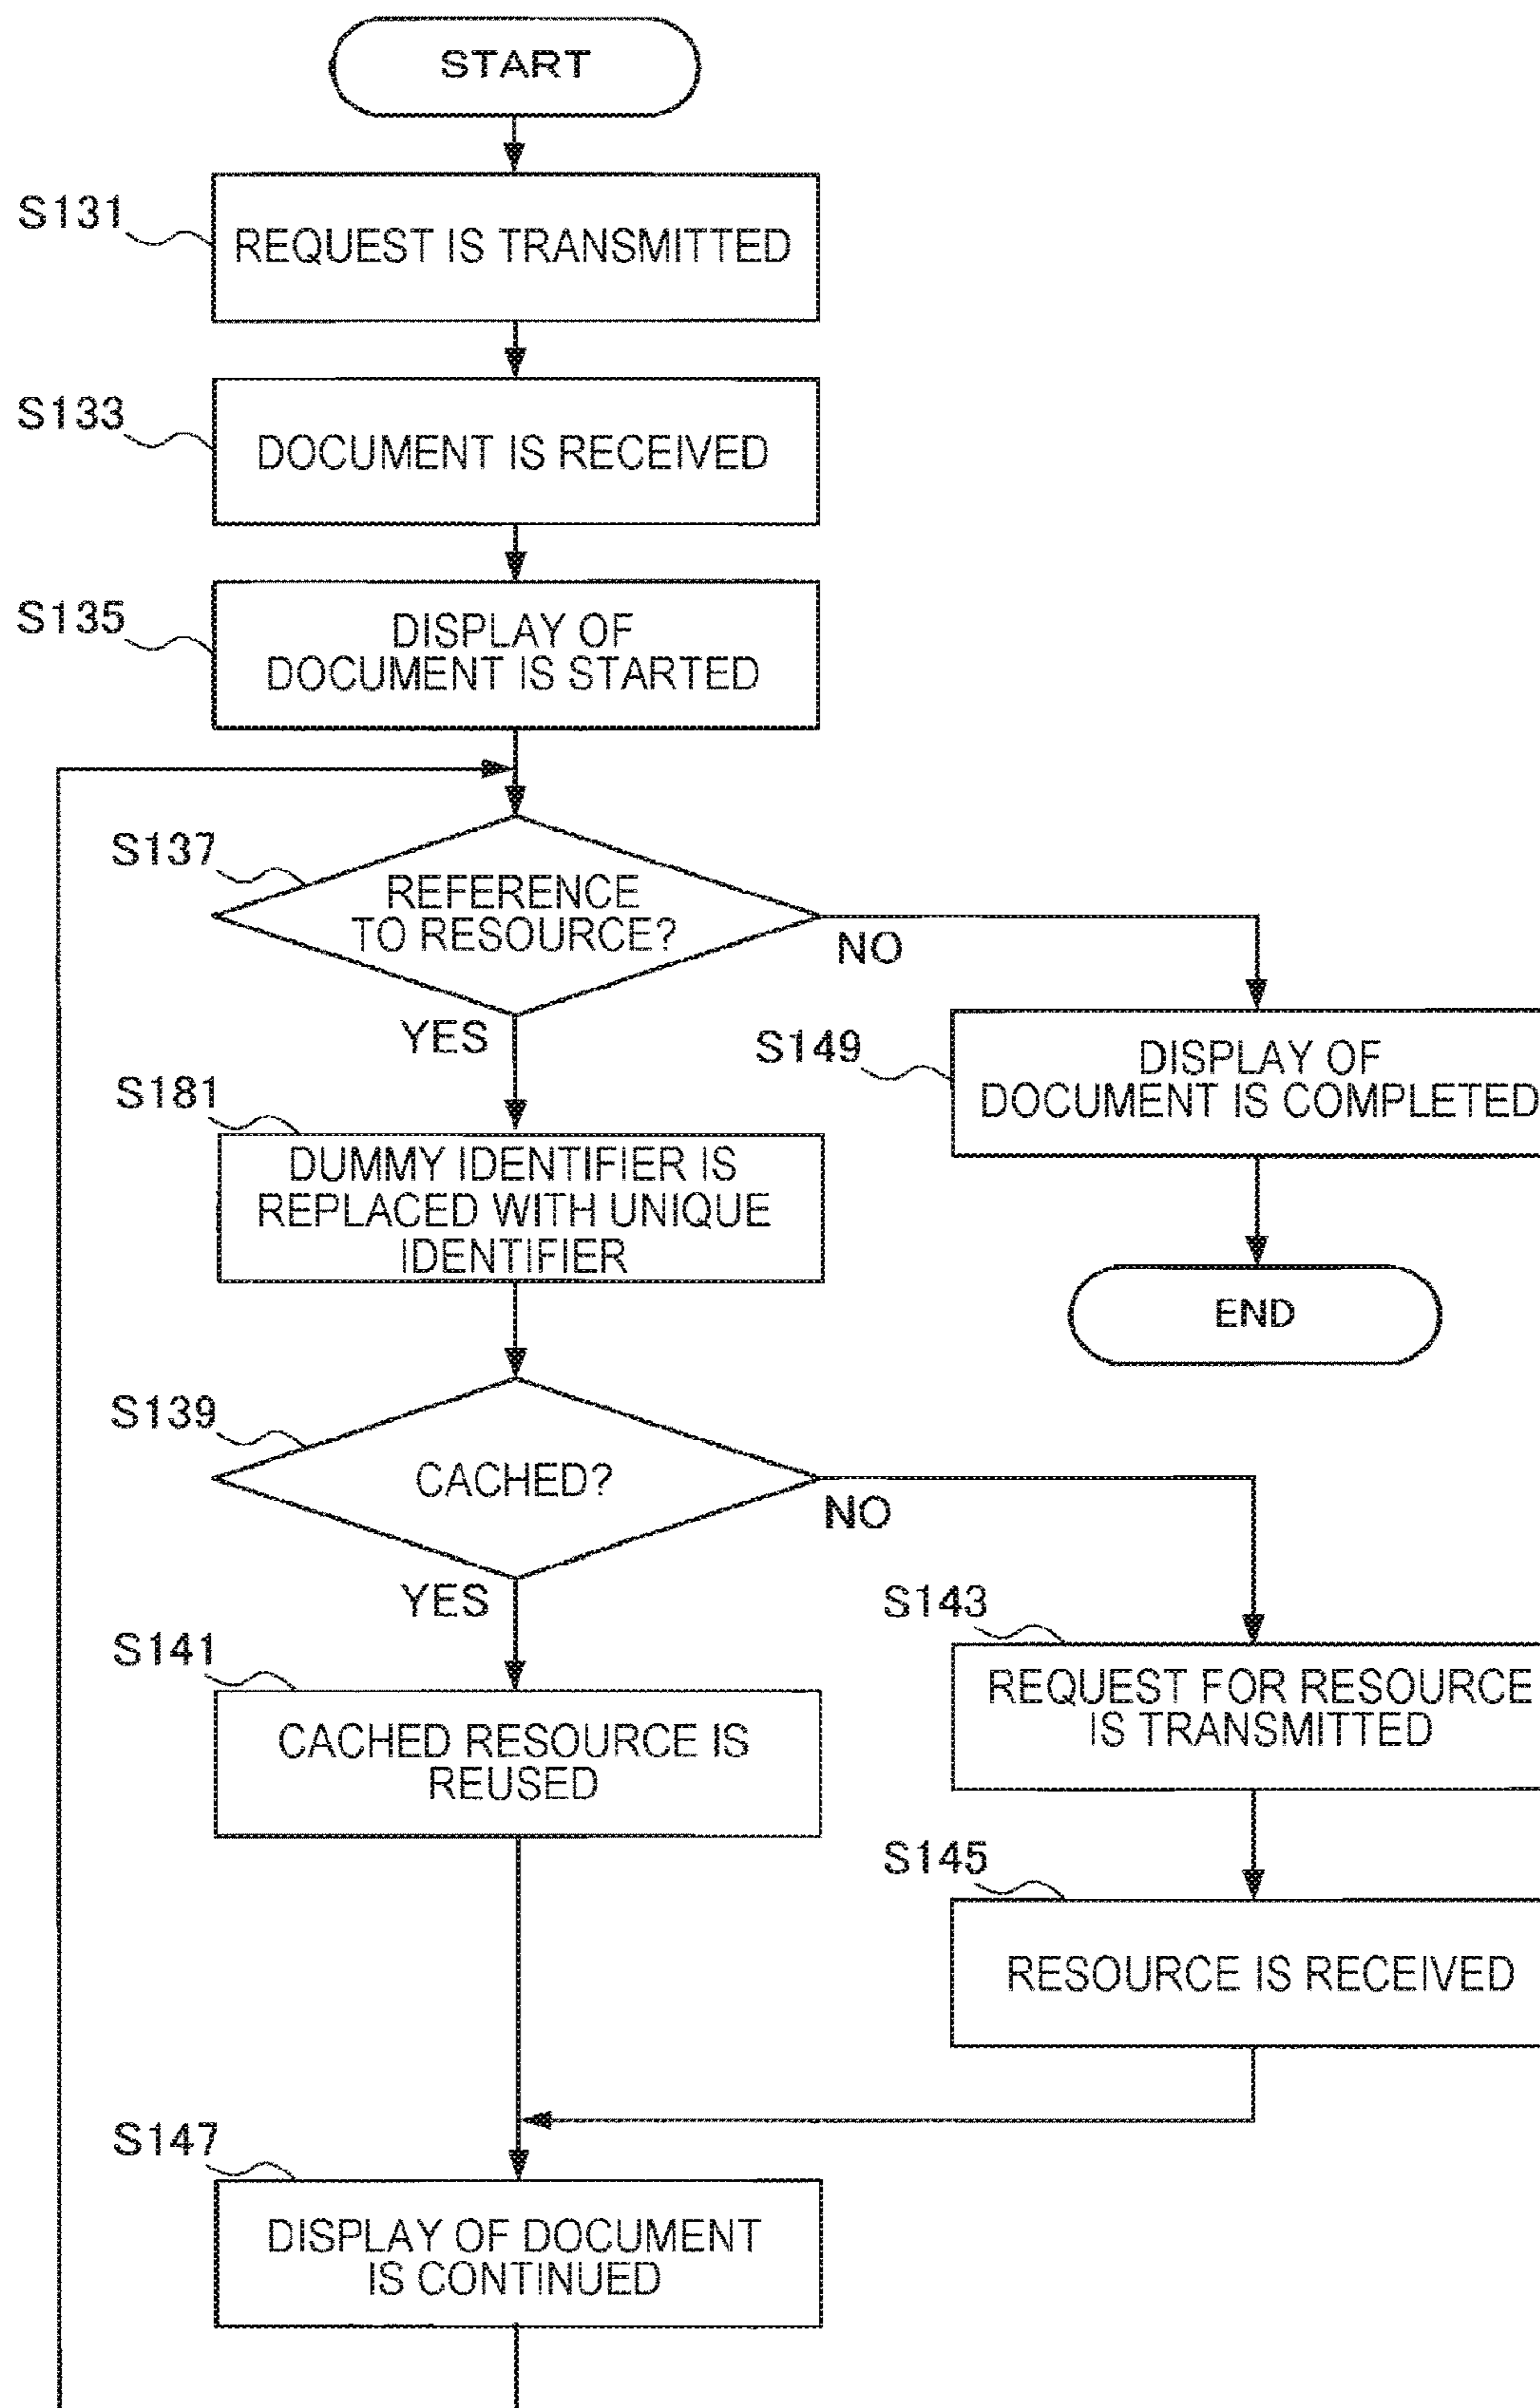 START
S131
REQUEST IS TRANSMITTED
S133
DOCUMENT IS RECEIVED
S135
DISPLAY OF
DOCUMENT IS STARTED
S137
REFERENCE
TO RESOURCE?
NO
YES
S149
DISPLAY OF
DOCUMENT IS COMPLETED
S181
DUMMY IDENTIFIER IS
REPLACED WITH UNIQUE
IDENTIFIER
END
S139
CACHED?
NO
YES
S143
REQUEST FOR RESOURCE
IS TRANSMITTED
S141
CACHED RESOURCE IS
REUSED
S145
RESOURCE IS RECEIVED
S147
DISPLAY OF DOCUMENT
IS CONTINUED